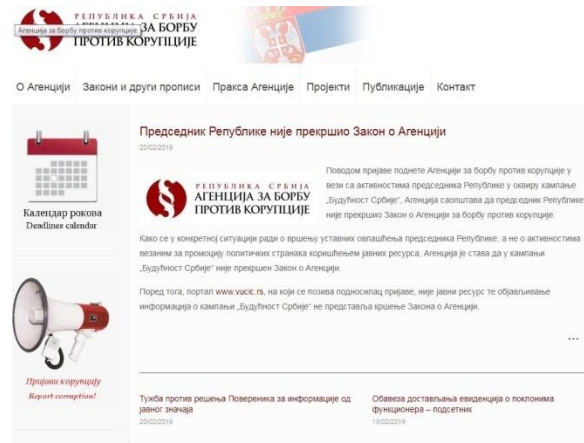 РЕПУБЛИКА СРБИЈА
АГЕНЦИЈА ЗА БОРБУ
ПРОТИВ КОРУПЦИЈЕ
Агенција за борбу против корупције
О Агенцији Закони и други прописи Пракса Агенције Пројекти Публикације Контакт
Календар рокова
Deadlines calendar
Пријави корупцију
Report corruption!
Председник Републике није прекршио Закон о Агенцији
20/02/2019
РЕПУБЛИКА СРБИЈА
АГЕНЦИЈА ЗА БОРБУ
ПРОТИВ КОРУПЦИЈЕ
Поводом пријаве поднете Агенцији за борбу против корупције у
вези са активностима председника Републике у оквиру кампање
„Будућност Србије“, Агенција саопштава да председник Републике
није прекршио Закон о Агенцији за борбу против корупције.
Како се у конкретној ситуацији ради о вршењу уставних овлашћења председника Републике, а не о активностима
везаним за промоцију политичких странака коришћењем јавних ресурса, Агенција је става да у кампањи
„Будућност Србије“ није прекршен Закон о Агенцији.
Поред тога, портал www.vucic.rs, на који се позива подносилац пријаве, није јавни ресурс те објављивање
информација о кампањи „Будућност Србије“ не представља кршење Закона о Агенцији.
...
Тужба против решења Повереника за информације од
јавног значаја
20/02/2019
Обавеза достављања евиденција о поклонима
функционера – подсетник
18/02/2019